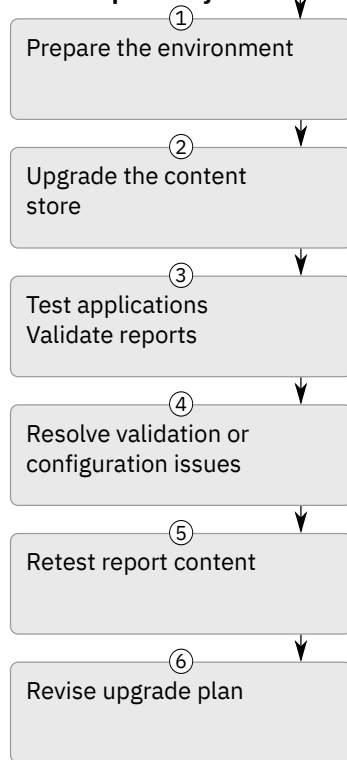 ①
Prepare the environment
②
Upgrade the content
store
③
Test applications
Validate reports
④
Resolve validation or
configuration issues
⑤
Retest report content
⑥
Revise upgrade plan